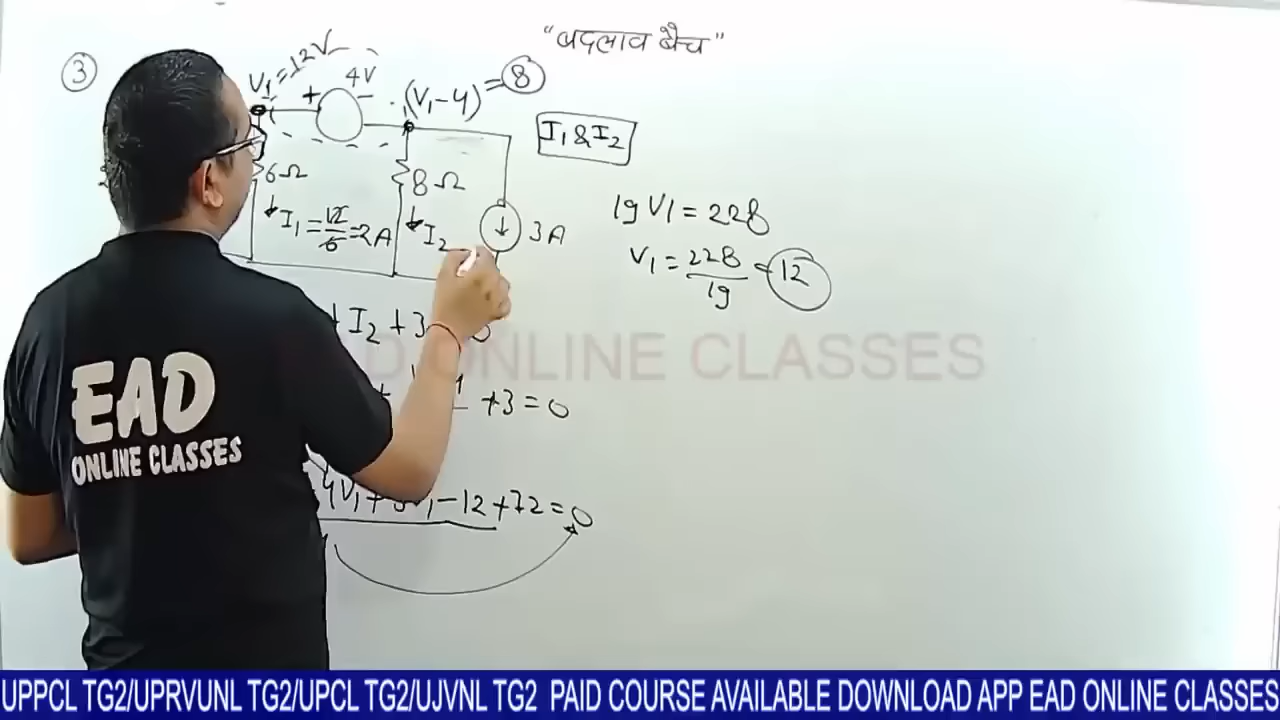 "बदलाव बैच"
3
V1 = 12V
4V
+ -
(V1-4) = 8
I1 & I2
6Ω
8Ω
I1 = 12/6 = 2A
I2
3A
19V1 = 228
V1 = 228/19 = 12
+ I2 + 3
EAD ONLINE CLASSES
+3 = 0
EAD
ONLINE CLASSES
-12+72=0
UPPCL TG2/UPRVUNL TG2/UPCL TG2/UJVNL TG2 PAID COURSE AVAILABLE DOWNLOAD APP EAD ONLINE CLASSES